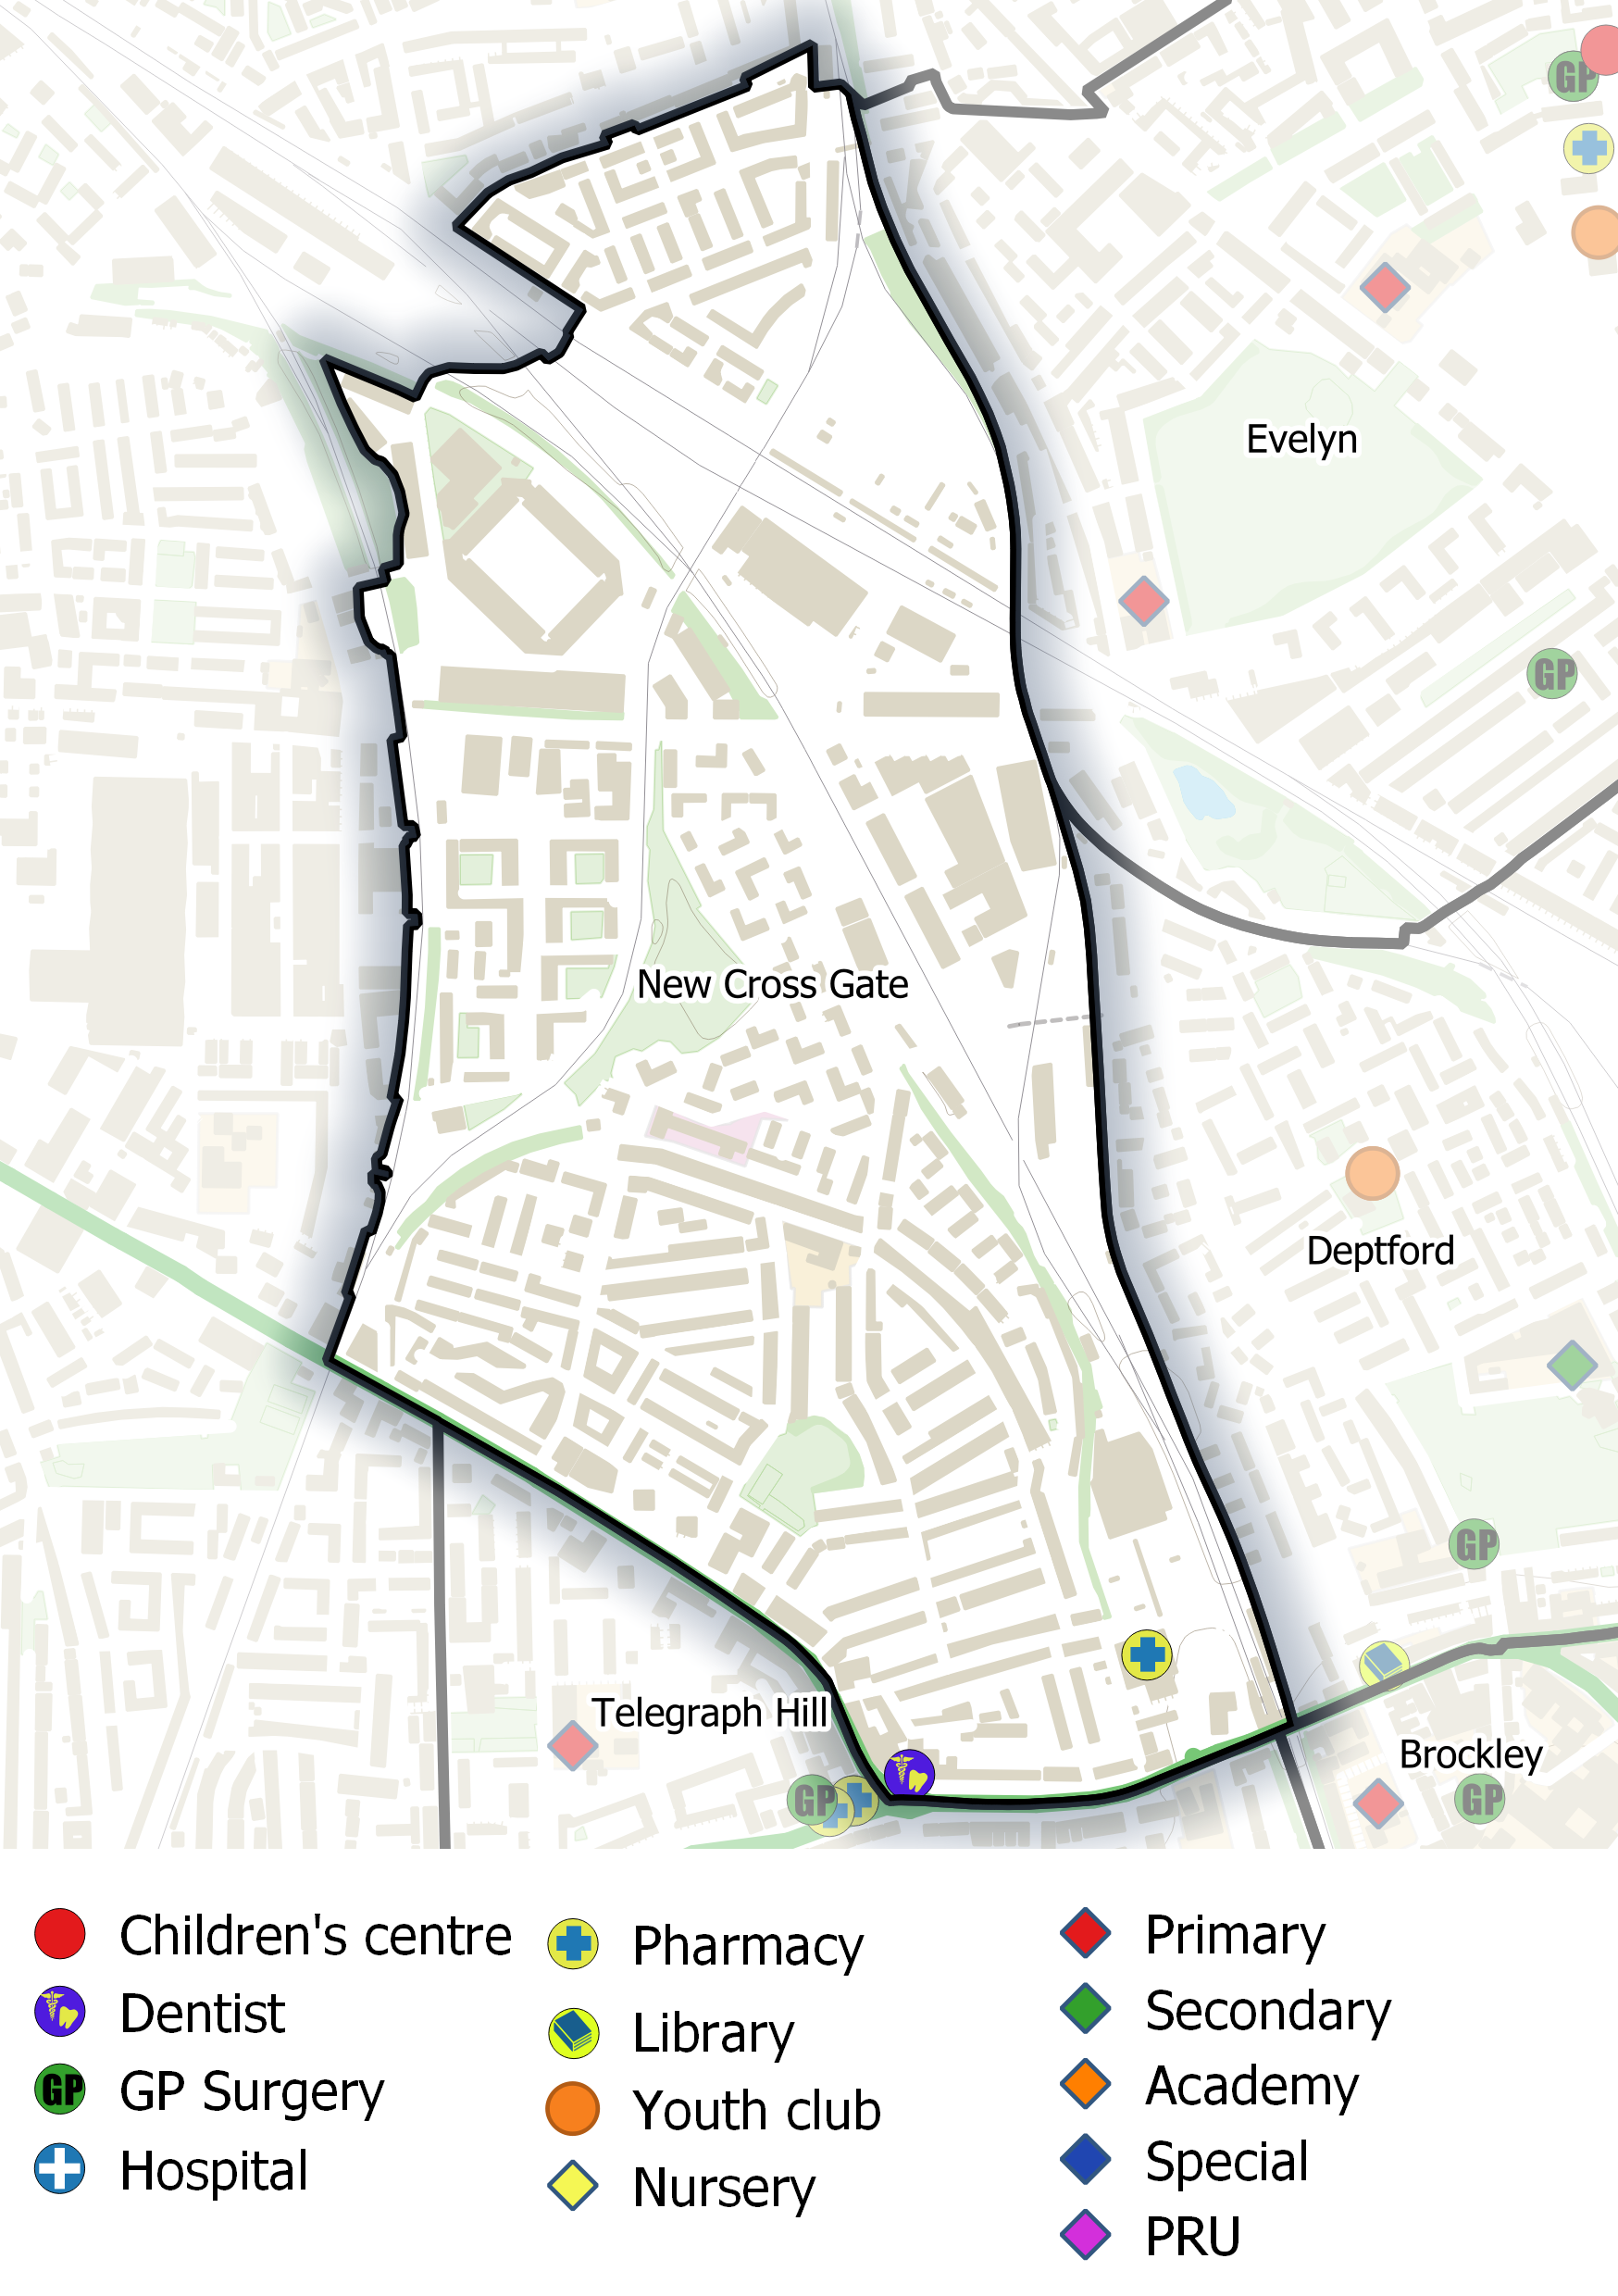 GP
Evelyn
GP
New Cross Gate
Deptford
GP
Telegraph Hill
Brockley
GP
GP
Children's centre
Dentist
GP GP Surgery
Hospital
Pharmacy
Library
Youth club
Nursery
Primary
Secondary
Academy
Special
PRU